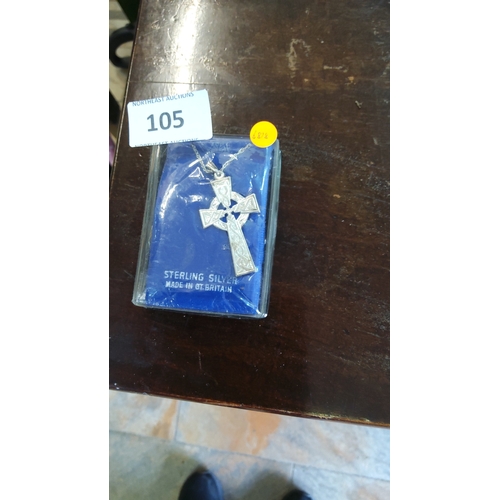 NORTHEAST AUCTIONS
105
STERLING SILVER
MADE IN GT. BRITAIN